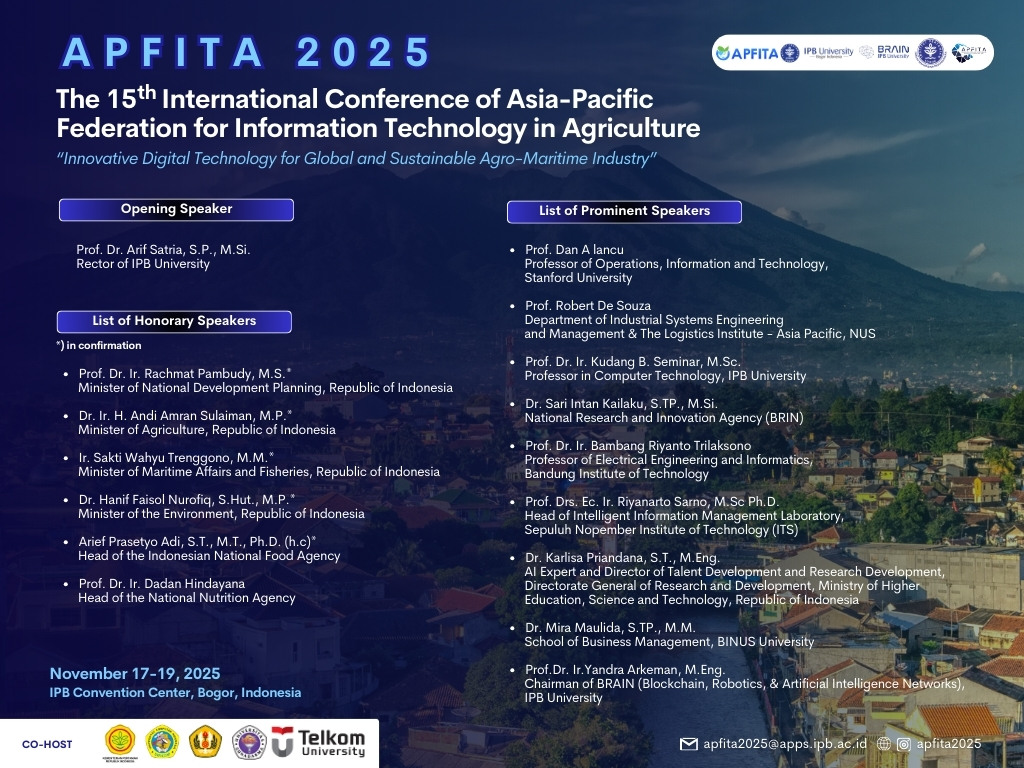 APFITA 2025
APFITA
IPB University
Bogor Indonesia
BRAIN
IPB University
APFITA
The 15th International Conference of Asia-Pacific
Federation for Information Technology in Agriculture
"Innovative Digital Technology for Global and Sustainable Agro-Maritime Industry"
Opening Speaker
Prof. Dr. Arif Satria, S.P., M.Si.
Rector of IPB University
List of Honorary Speakers
*) in confirmation
• Prof. Dr. Ir. Rachmat Pambudy, M.S.*
Minister of National Development Planning, Republic of Indonesia
• Dr. Ir. H. Andi Amran Sulaiman, M.P.*
Minister of Agriculture, Republic of Indonesia
• Ir. Sakti Wahyu Trenggono, M.M.*
Minister of Maritime Affairs and Fisheries, Republic of Indonesia
• Dr. Hanif Faisol Nurofiq, S.Hut., M.P.*
Minister of the Environment, Republic of Indonesia
• Arief Prasetyo Adi, S.T., M.T., Ph.D. (h.c)*
Head of the Indonesian National Food Agency
• Prof. Dr. Ir. Dadan Hindayana
Head of the National Nutrition Agency
List of Prominent Speakers
• Prof. Dan A Iancu
Professor of Operations, Information and Technology,
Stanford University
• Prof. Robert De Souza
Department of Industrial Systems Engineering
and Management & The Logistics Institute - Asia Pacific, NUS
• Prof. Dr. Ir. Kudang B. Seminar, M.Sc.
Professor in Computer Technology, IPB University
• Dr. Sari Intan Kailaku, S.TP., M.Si.
National Research and Innovation Agency (BRIN)
• Prof. Dr. Ir. Bambang Riyanto Trilaksono
Professor of Electrical Engineering and Informatics,
Bandung Institute of Technology
• Prof. Drs. Ec. Ir. Riyanarto Sarno, M.Sc Ph.D.
Head of Intelligent Information Management Laboratory,
Sepuluh Nopember Institute of Technology (ITS)
• Dr. Karlisa Priandana, S.T., M.Eng.
AI Expert and Director of Talent Development and Research Development,
Directorate General of Research and Development, Ministry of Higher
Education, Science and Technology, Republic of Indonesia
• Dr. Mira Maulida, S.TP., M.M.
School of Business Management, BINUS University
• Prof.Dr. Ir.Yandra Arkeman, M.Eng.
Chairman of BRAIN (Blockchain, Robotics, & Artificial Intelligence Networks),
IPB University
November 17-19, 2025
IPB Convention Center, Bogor, Indonesia
CO-HOST
KEMENTERIAN PERTANIAN
REPUBLIK INDONESIA
Telkom
University
apfita2025@apps.ipb.ac.id
apfita2025